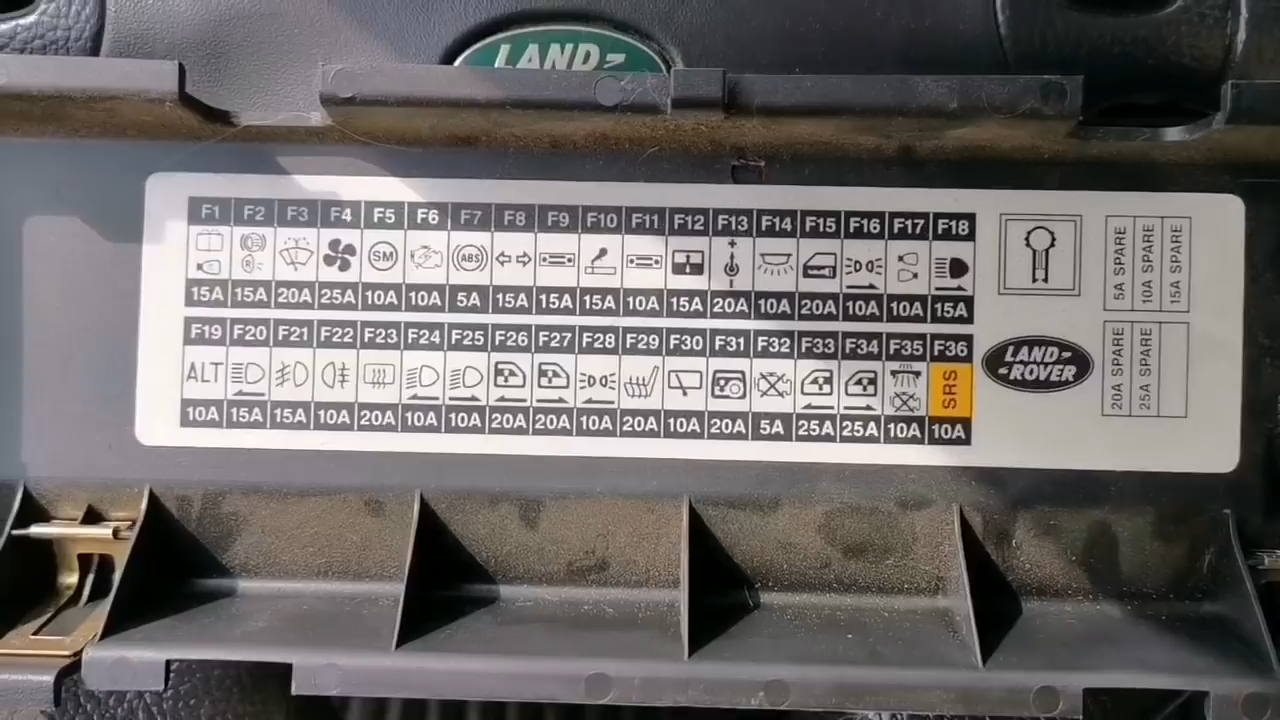 LAND
F1 F2 F3 F4 F5 F6 F7 F8 F9 F10 F11 F12 F13 F14 F15 F16 F17 F18
R SM ABS
15A 15A 20A 25A 10A 10A 5A 15A 15A 15A 10A 15A 20A 10A 20A 10A 10A 15A
F19 F20 F21 F22 F23 F24 F25 F26 F27 F28 F29 F30 F31 F32 F33 F34 F35 F36
ALT SRS
10A 15A 15A 10A 20A 10A 10A 20A 20A 10A 20A 10A 20A 5A 25A 25A 10A 10A
5A SPARE
10A SPARE
15A SPARE
LAND
ROVER
20A SPARE
25A SPARE